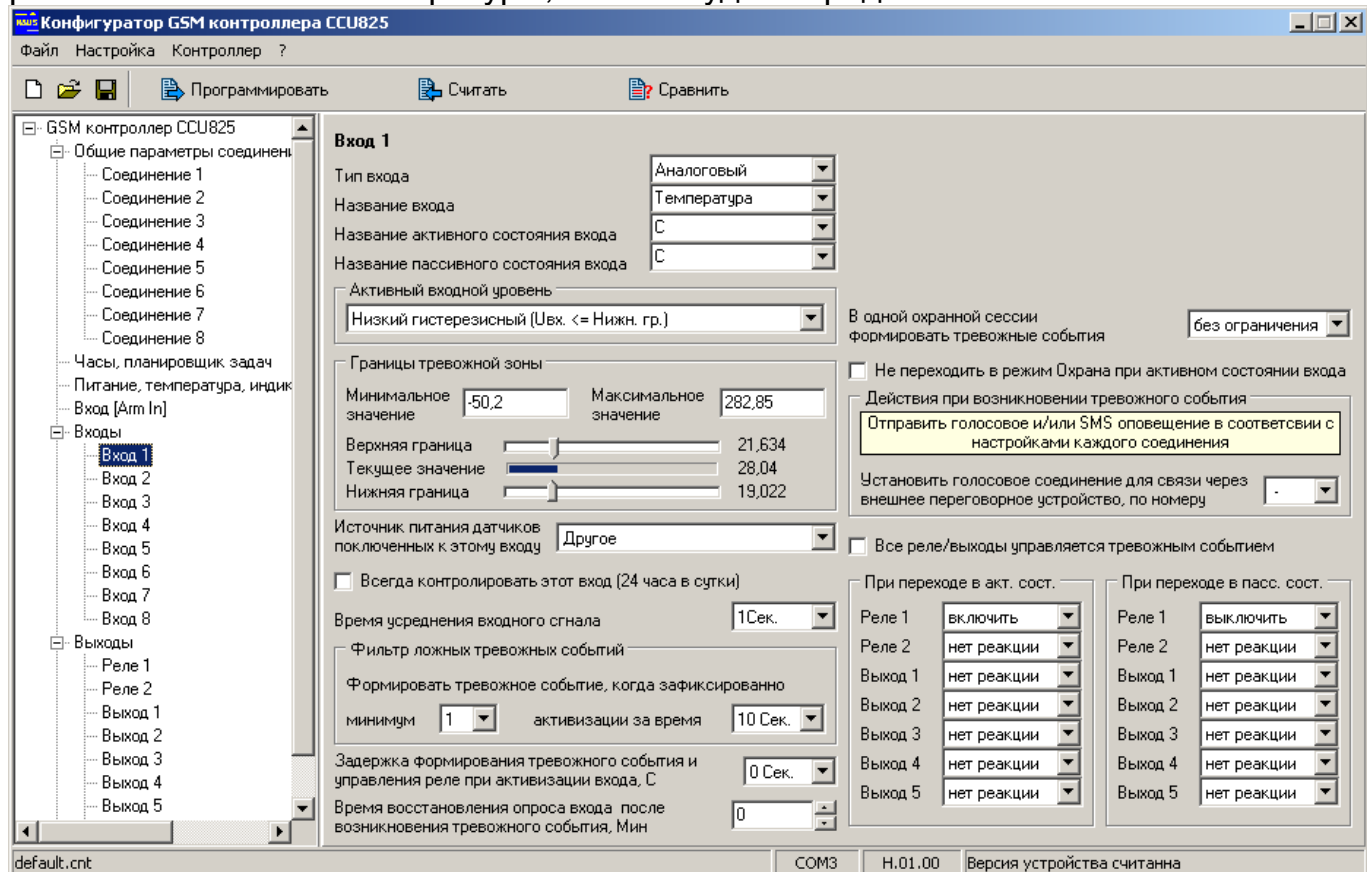 Конфигуратор GSM контроллера CCU825
Файл Настройка Контроллер ?
Программировать Считать Сравнить
GSM контроллер CCU825
Общие параметры соединен
Соединение 1
Соединение 2
Соединение 3
Соединение 4
Соединение 5
Соединение 6
Соединение 7
Соединение 8
Часы, планировщик задач
Питание, температура, индик
Вход [Arm In]
Входы
Вход 1
Вход 2
Вход 3
Вход 4
Вход 5
Вход 6
Вход 7
Вход 8
Выходы
Реле 1
Реле 2
Выход 1
Выход 2
Выход 3
Выход 4
Выход 5
Вход 1
Тип входа Аналоговый
Название входа Температура
Название активного состояния входа С
Название пассивного состояния входа С
Активный входной уровень
Низкий гистерезисный (Uвх. <= Нижн. гр.)
Границы тревожной зоны
Минимальное значение -50,2 Максимальное значение 282,85
Верхняя граница 21,634
Текущее значение 28,04
Нижняя граница 19,022
Источник питания датчиков
поключенных к этому входу Другое
Всегда контролировать этот вход (24 часа в сутки)
Время усреднения входного сгнала 1Сек.
Фильтр ложных тревожных событий
Формировать тревожное событие, когда зафиксированно
минимум 1 активизации за время 10 Сек.
Задержка формирования тревожного события и
управления реле при активизации входа, С 0 Сек.
Время восстановления опроса входа после
возникновения тревожного события, Мин 0
В одной охранной сессии
формировать тревожные события без ограничения
Не переходить в режим Охрана при активном состоянии входа
Действия при возникновении тревожного события
Отправить голосовое и/или SMS оповещение в соответсвии с
настройками каждого соединения
Установить голосовое соединение для связи через
внешнее переговорное устройство, по номеру -
Все реле/выходы управляется тревожным событием
При переходе в акт. сост.
Реле 1 включить
Реле 2 нет реакции
Выход 1 нет реакции
Выход 2 нет реакции
Выход 3 нет реакции
Выход 4 нет реакции
Выход 5 нет реакции
При перех. в пасс. сост.
Реле 1 выключить
Реле 2 нет реакции
Выход 1 нет реакции
Выход 2 нет реакции
Выход 3 нет реакции
Выход 4 нет реакции
Выход 5 нет реакции
default.cnt COM3 H.01.00 Версия устройства считанна